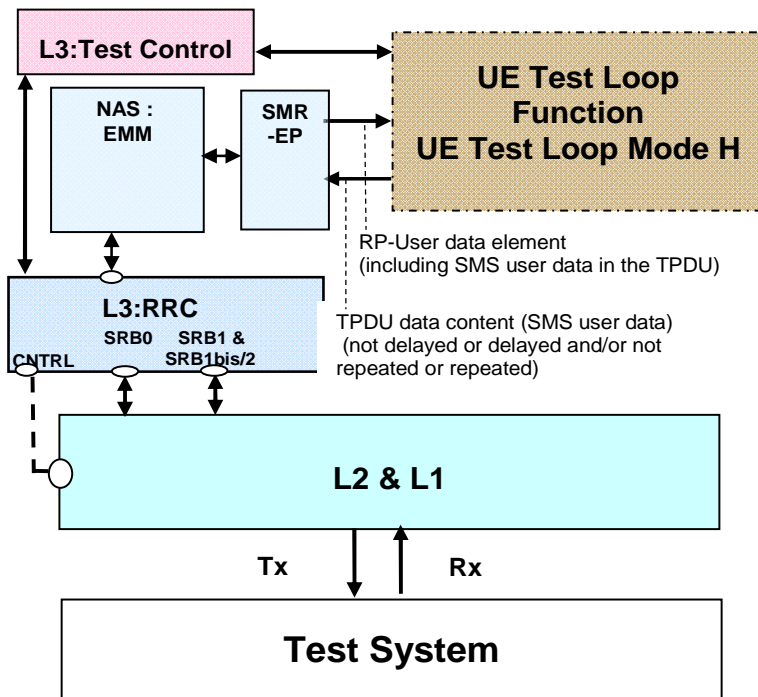 L3:Test Control
UE Test Loop
Function
UE Test Loop Mode H
NAS :
EMM
SMR
-EP
RP-User data element
(including SMS user data in the TPDU)
L3:RRC
SRB0
SRB1 &
SRB1bis/2
CNTRL
TPDU data content (SMS user data)
(not delayed or delayed and/or not
repeated or repeated)
L2 & L1
Tx
Rx
Test System